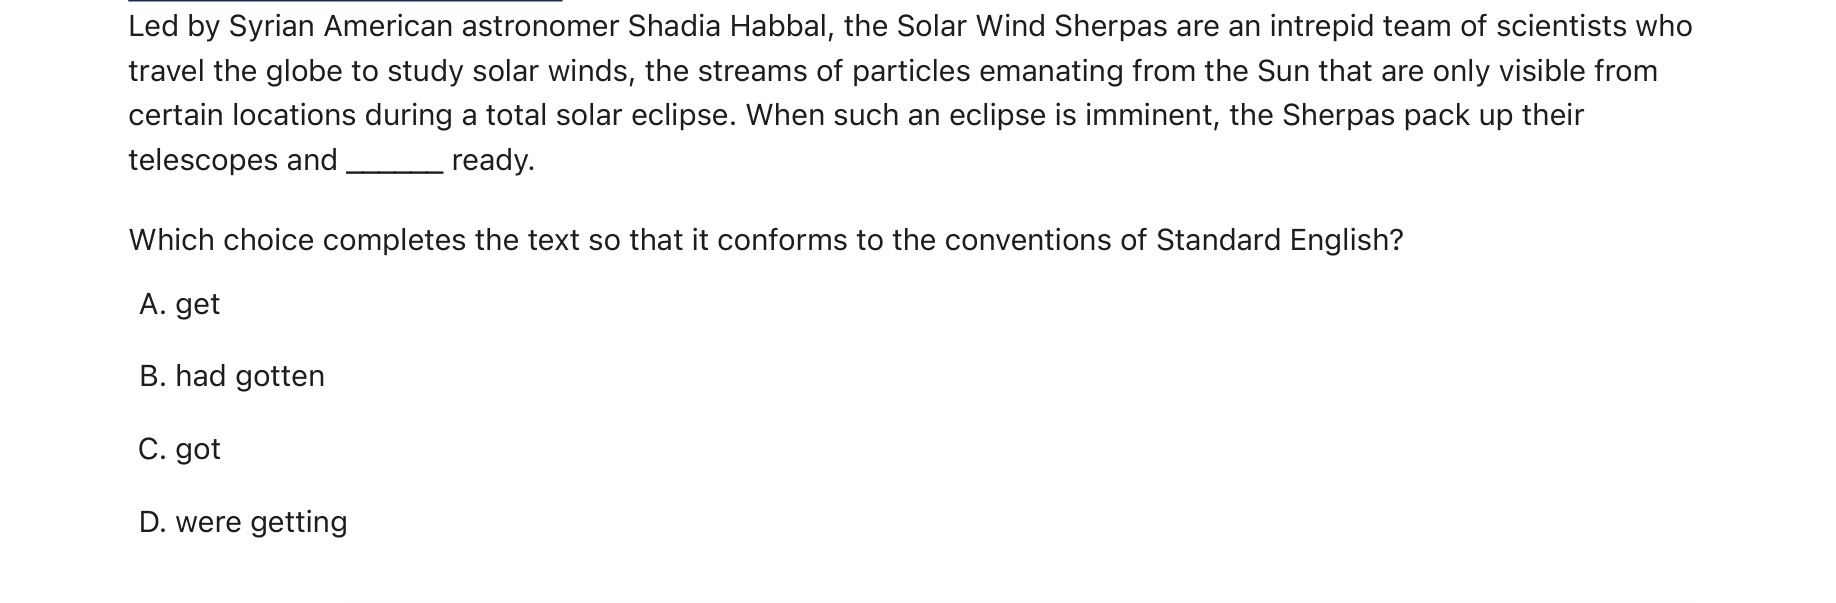 Led by Syrian American astronomer Shadia Habbal, the Solar Wind Sherpas are an intrepid team of scientists who
travel the globe to study solar winds, the streams of particles emanating from the Sun that are only visible from
certain locations during a total solar eclipse. When such an eclipse is imminent, the Sherpas pack up their
telescopes and ______ ready.
Which choice completes the text so that it conforms to the conventions of Standard English?
A. get
B. had gotten
C. got
D. were getting